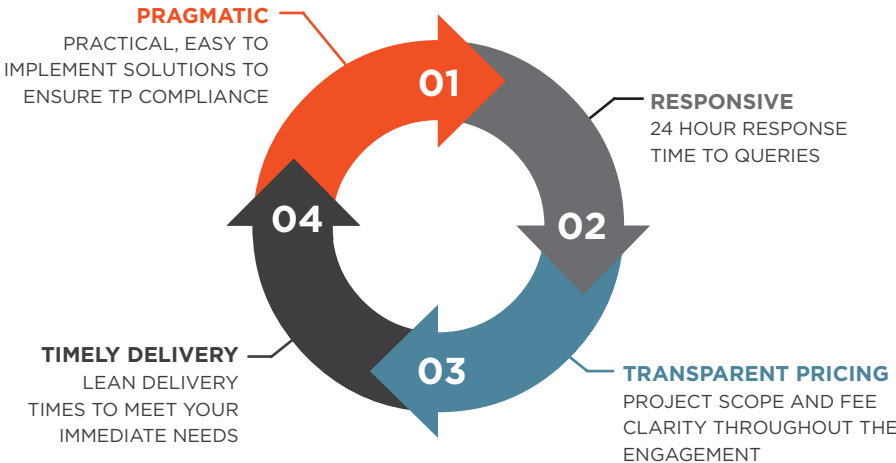 PRAGMATIC
PRACTICAL, EASY TO
IMPLEMENT SOLUTIONS TO
ENSURE TP COMPLIANCE
01
RESPONSIVE
24 HOUR RESPONSE
TIME TO QUERIES
02
TRANSPARENT PRICING
PROJECT SCOPE AND FEE
CLARITY THROUGHOUT THE
ENGAGEMENT
03
TIMELY DELIVERY
LEAN DELIVERY
TIMES TO MEET YOUR
IMMEDIATE NEEDS
04